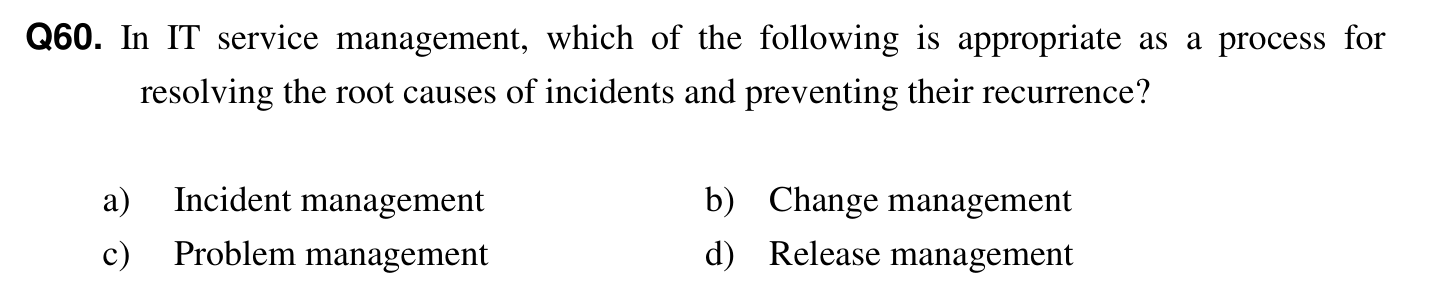 Q60. In IT service management, which of the following is appropriate as a process for
resolving the root causes of incidents and preventing their recurrence?
a) Incident management b) Change management
c) Problem management d) Release management